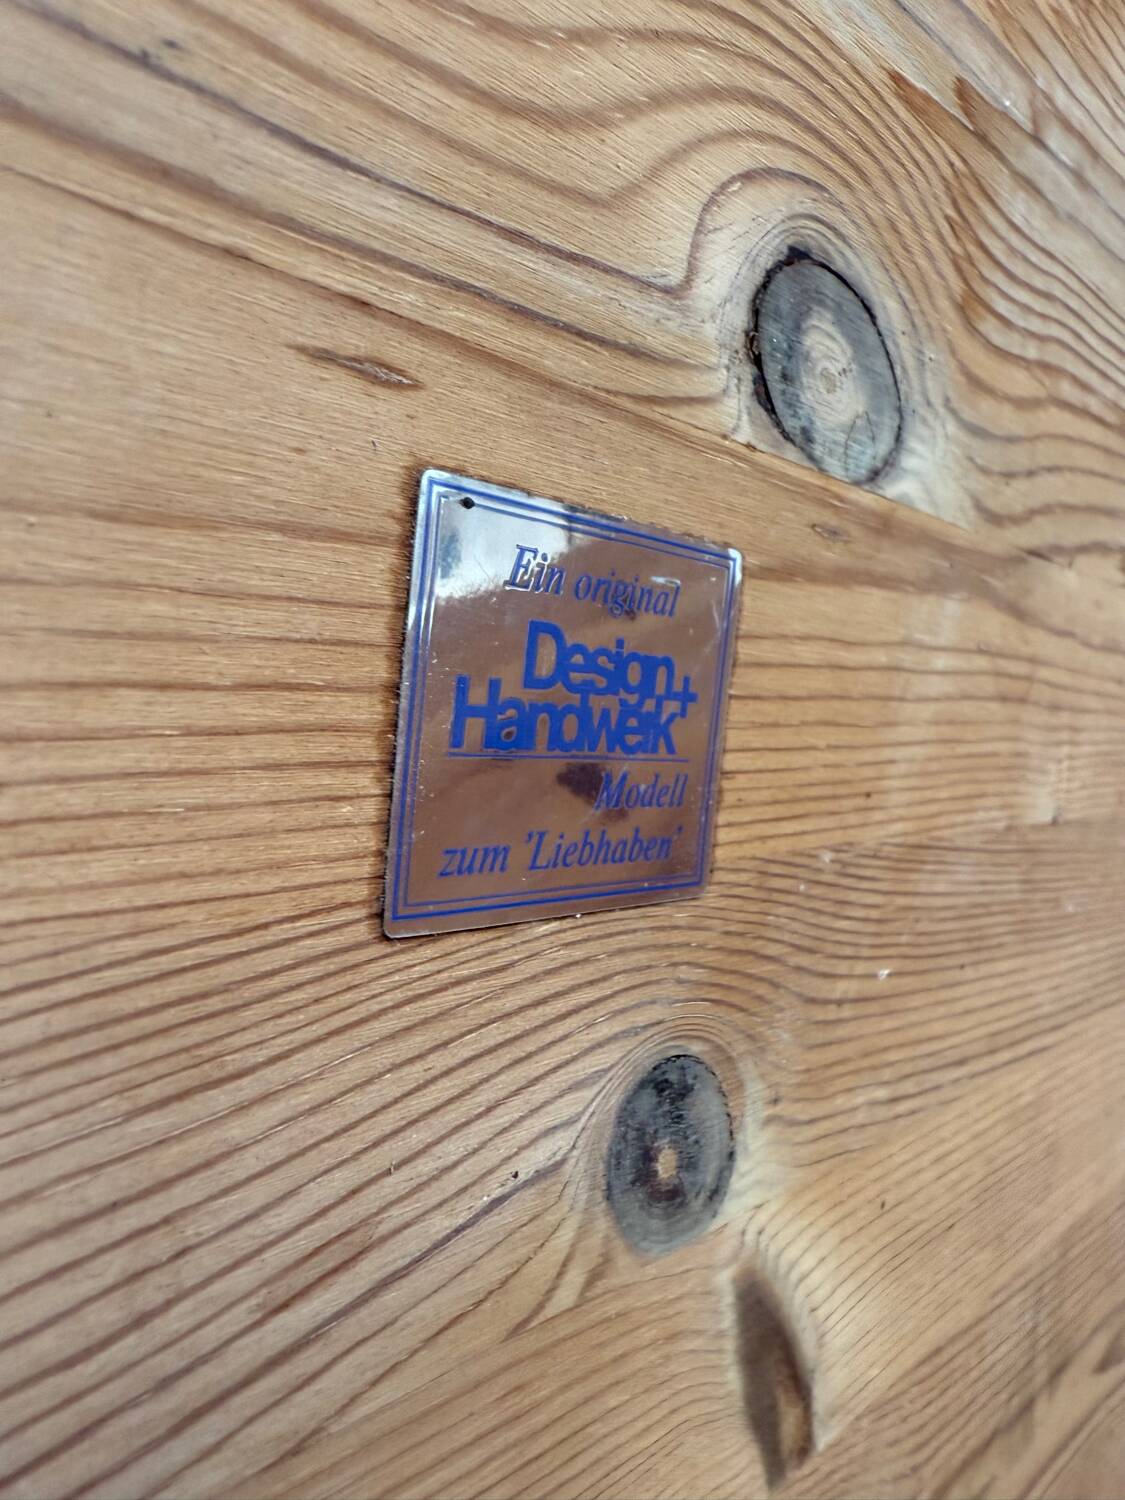 Ein original
Design+
Handwerk
Modell
zum 'Liebhaben'